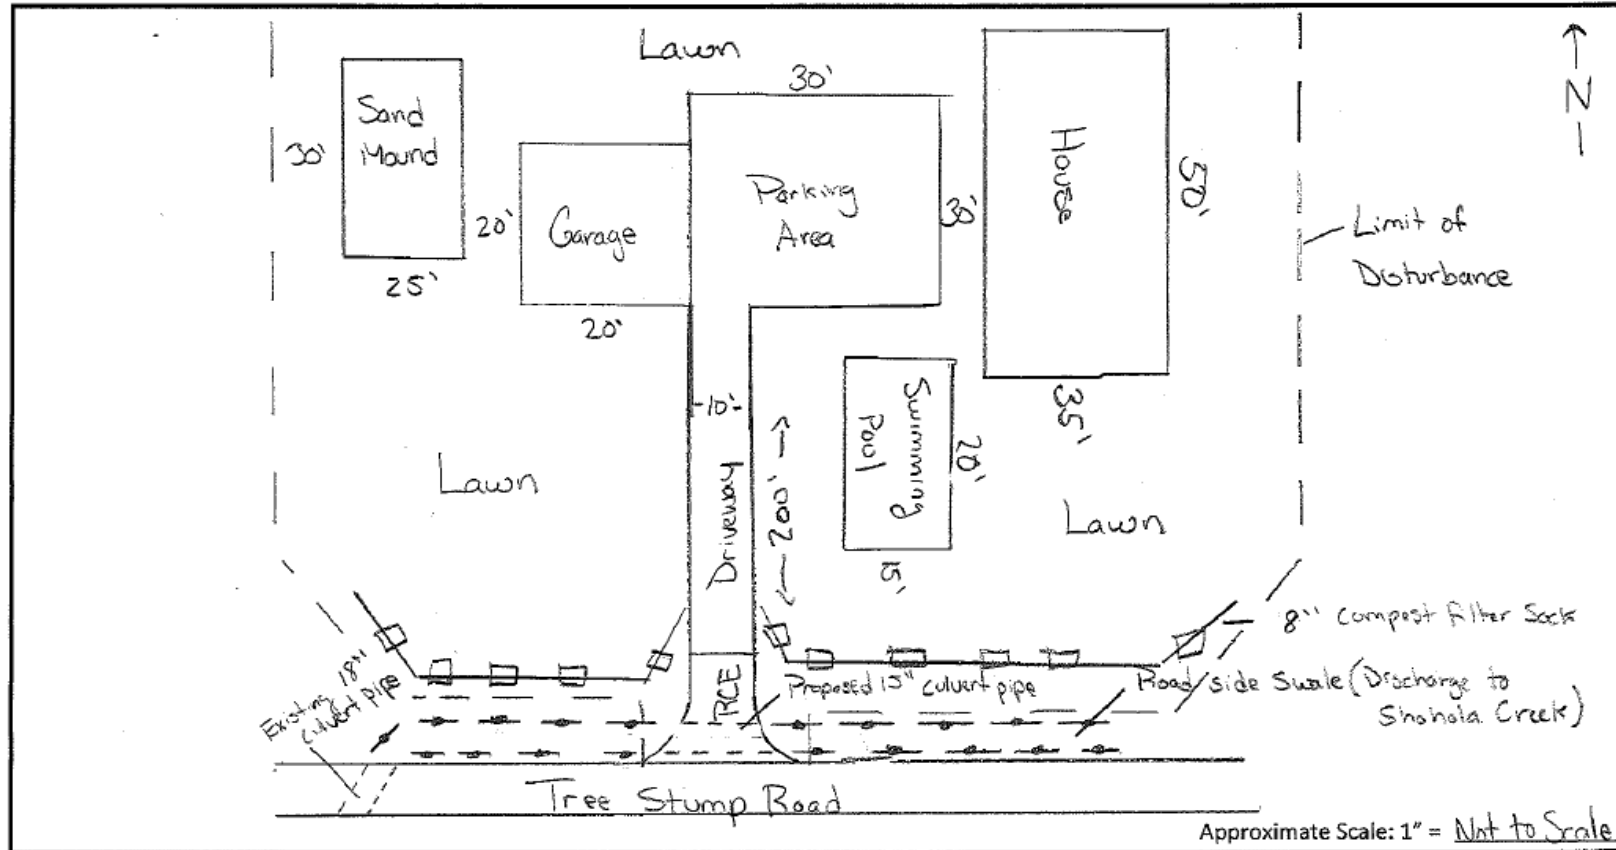 Lawn
30'
Sand
Mound
30'
25'
20'
Garage
20'
Parking
Area
30'
House
50'
35'
N
Limit of
Disturbance
-10'-
Driveway
200'
Swimming
Pool
20'
15'
Lawn
Lawn
8" Compost Filter Sock
Existing 18"
culvert pipe
RCE
Proposed 15" culvert pipe
Road side Swale (Discharge to
Shohola Creek)
Tree Stump Road
Approximate Scale: 1" = Not to Scale